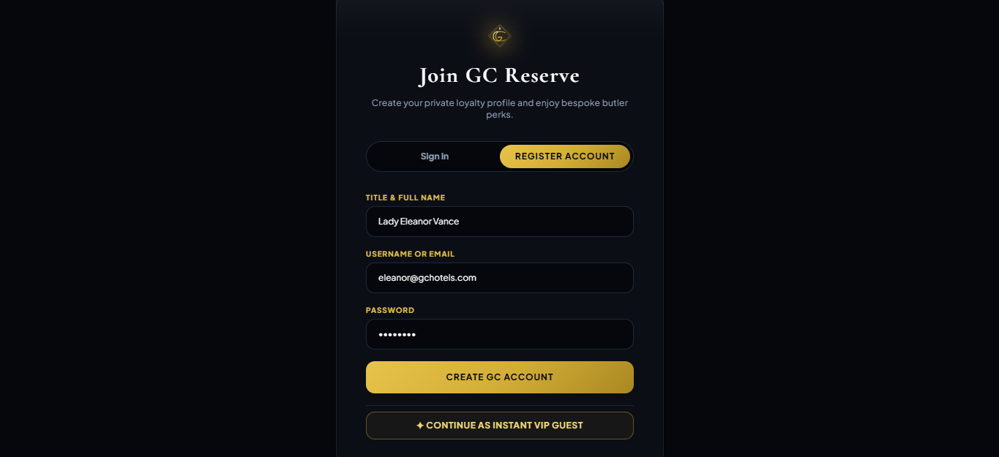 Join GC Reserve
Create your private loyalty profile and enjoy bespoke butler
perks.
Sign In
REGISTER ACCOUNT
TITLE & FULL NAME
Lady Eleanor Vance
USERNAME OR EMAIL
eleanor@gchotels.com
PASSWORD
••••••••
CREATE GC ACCOUNT
✦ CONTINUE AS INSTANT VIP GUEST